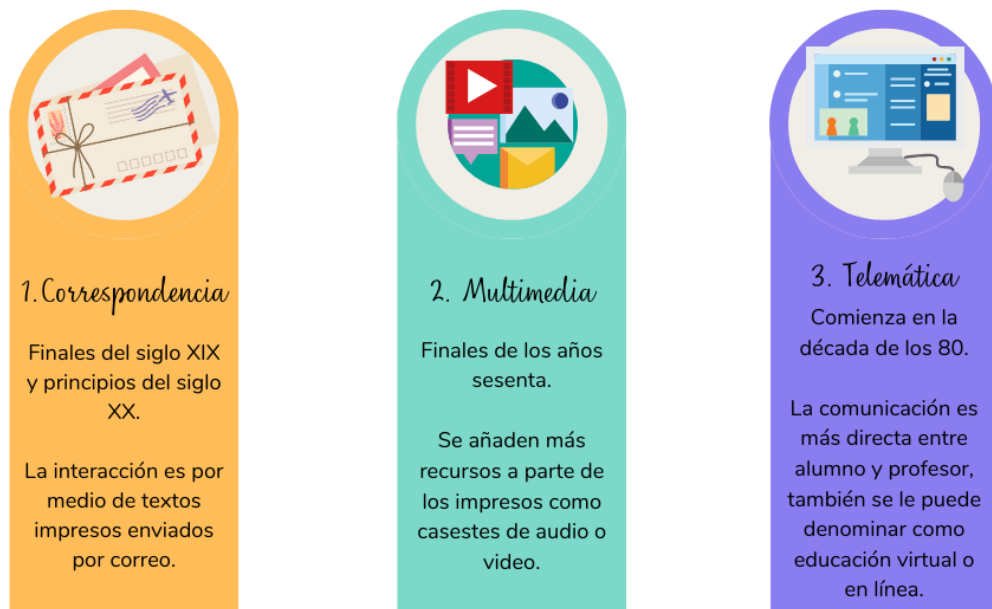 1. Correspondencia
Finales del siglo XIX
y principios del siglo
XX.
La interacción es por
medio de textos
impresos enviados
por correo.
2. Multimedia
Finales de los años
sesenta.
Se añaden más
recursos a parte de
los impresos como
casestes de audio o
video.
3. Telemática
Comienza en la
década de los 80.
La comunicación es
más directa entre
alumno y profesor,
también se le puede
denominar como
educación virtual o
en línea.